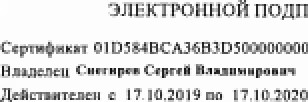 ЭЛЕКТРОННОЙ ПОДП
Сертификат 01D584BCA36B3D500000000
Владелец Снегирев Сергей Владимирович
Действителен с 17.10.2019 по 17.10.2020